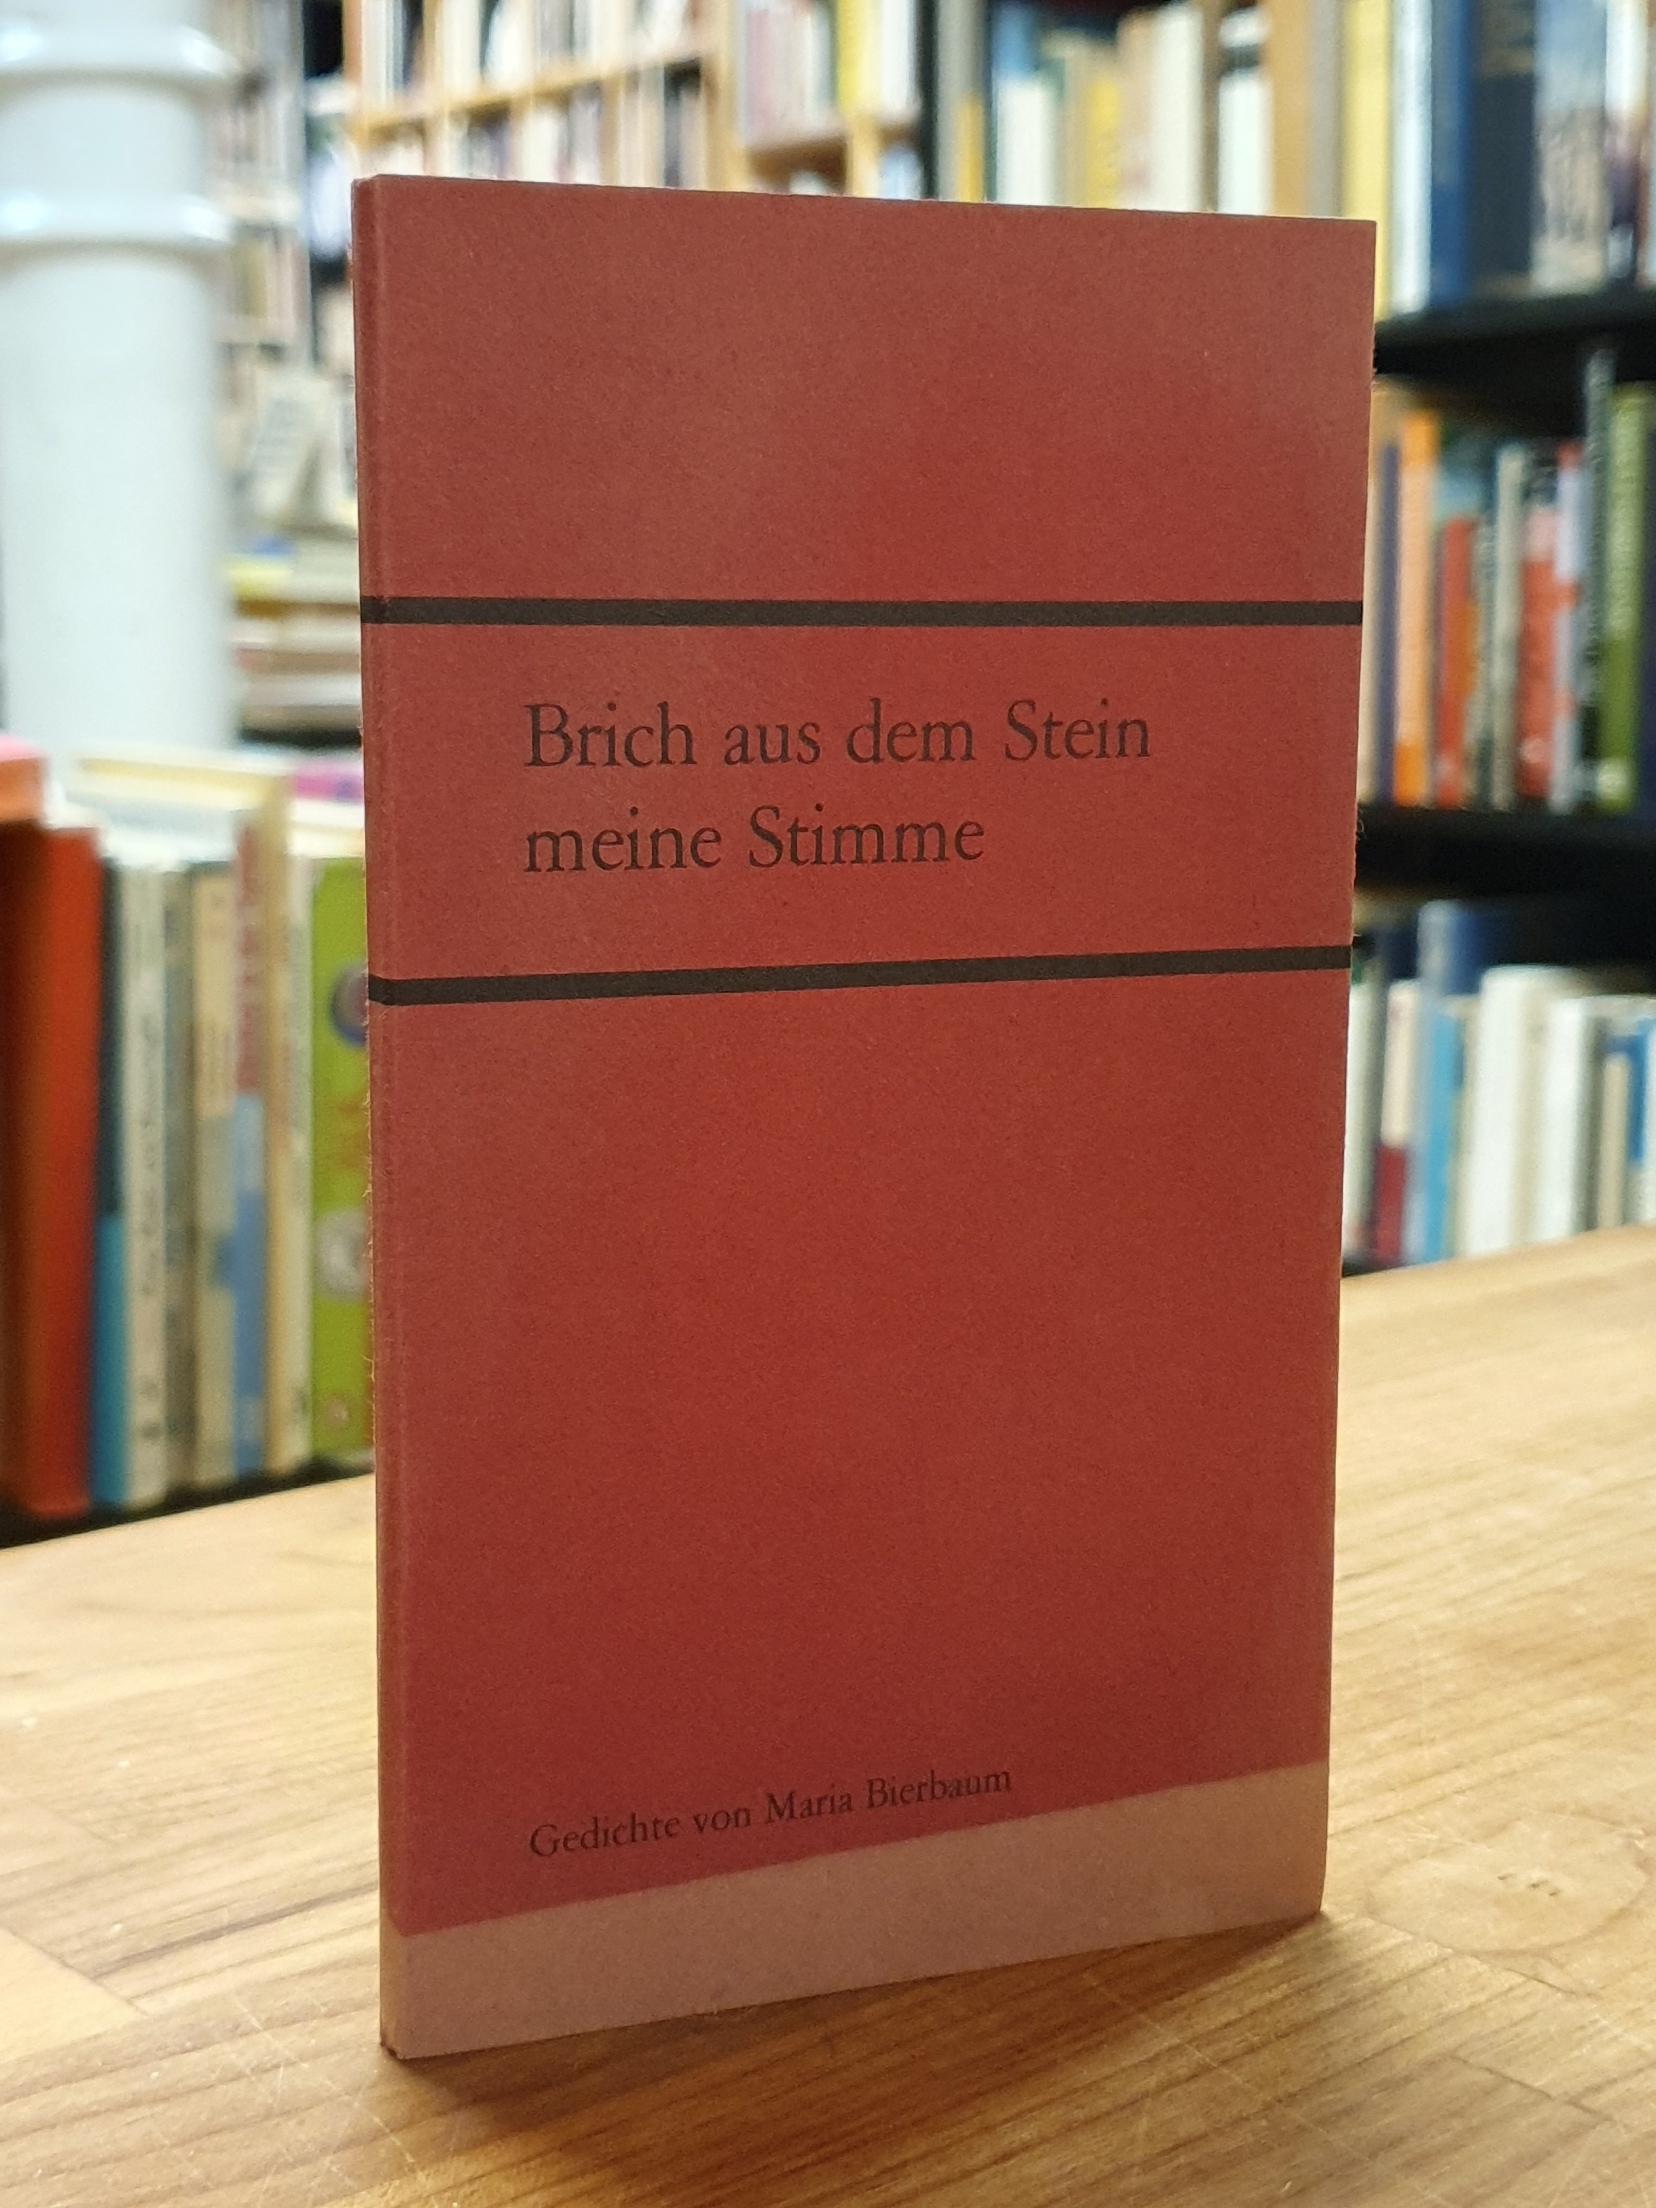 Brich aus dem Stein
meine Stimme
Gedichte von Maria Bierbaum